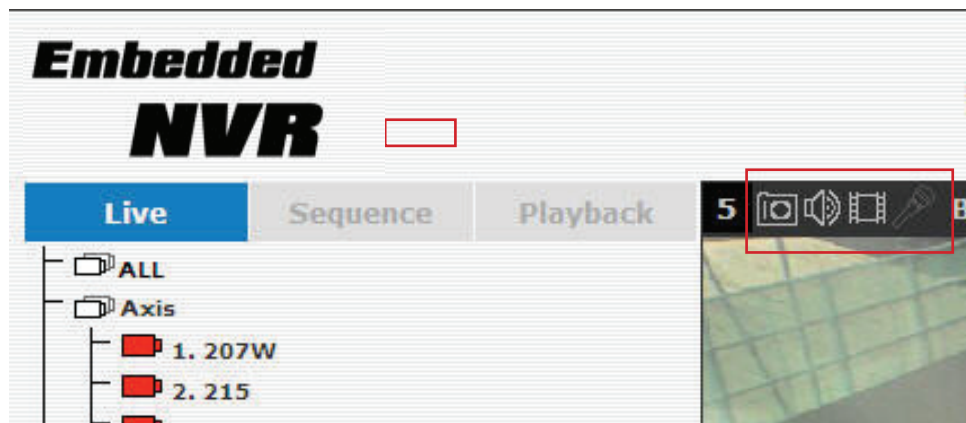 Embedded
NVR
Live Sequence Playback 5
ALL
Axis
1. 207W
2. 215